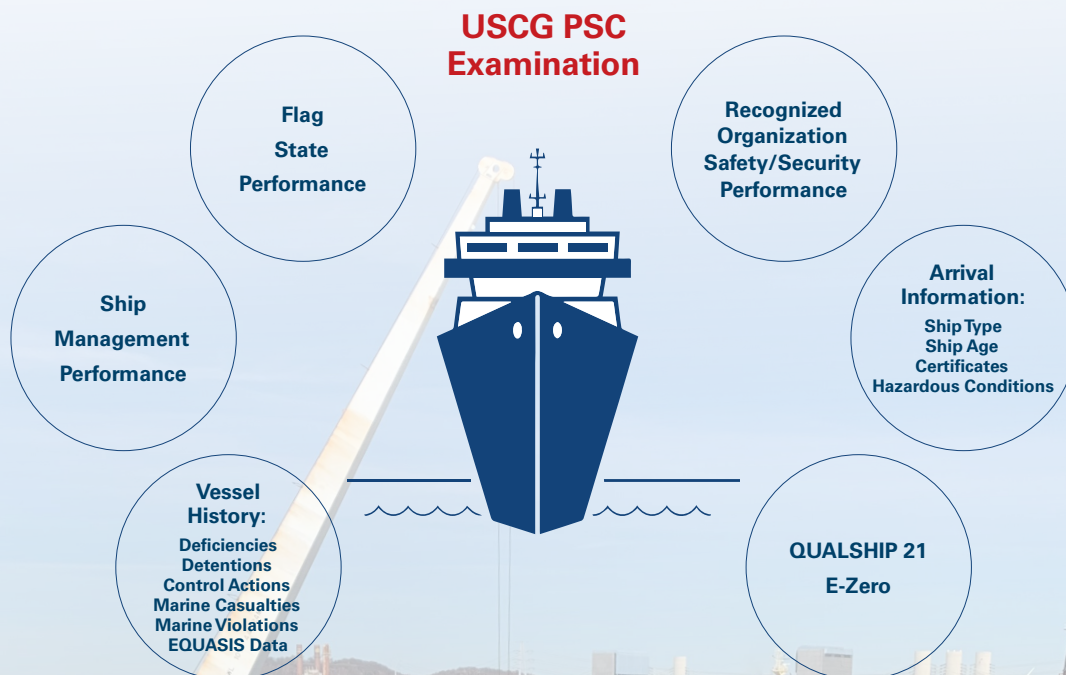 USCG PSC
Examination
Flag
State
Performance
Recognized
Organization
Safety/Security
Performance
Ship
Management
Performance
Arrival
Information:
Ship Type
Ship Age
Certificates
Hazardous Conditions
Vessel
History:
Deficiencies
Detentions
Control Actions
Marine Casualties
Marine Violations
EQUASIS Data
QUALSHIP 21
E-Zero